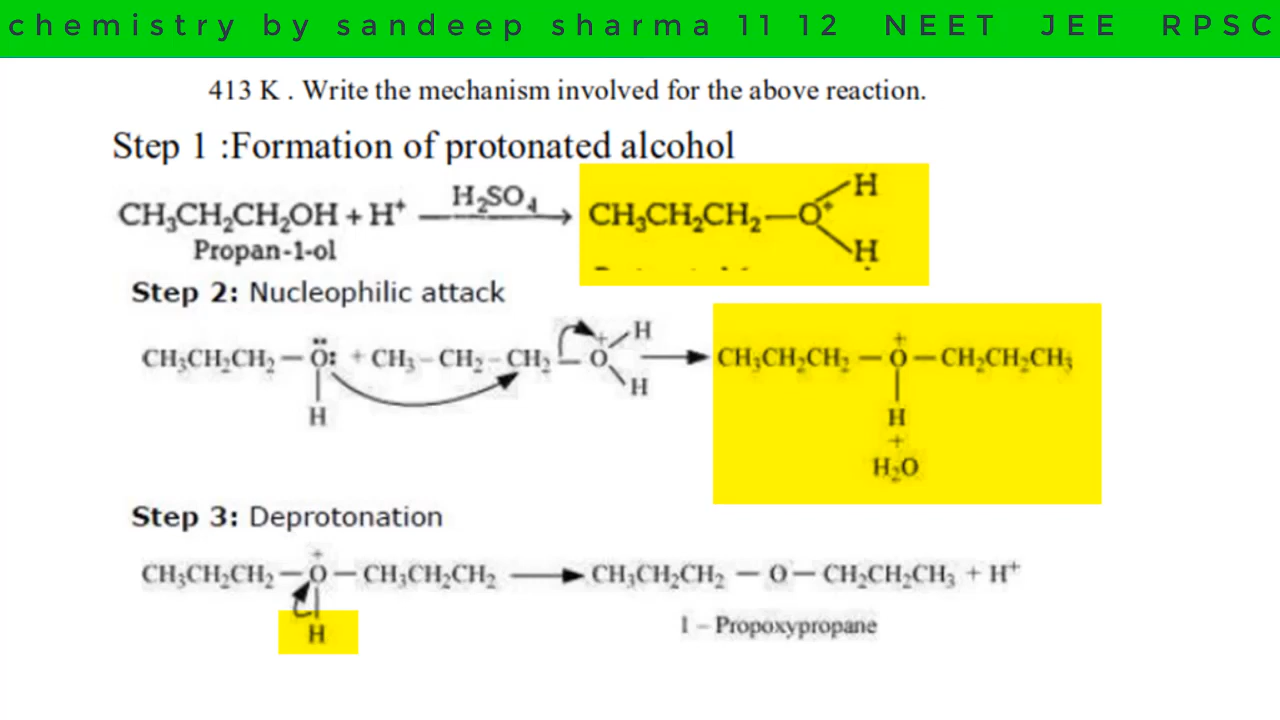 chemistry by sandeep sharma 11 12 NEET JEE RPSC
413 K . Write the mechanism involved for the above reaction.
Step 1 :Formation of protonated alcohol
CH₃CH₂CH₂OH + H⁺ —H₂SO₄→ CH₃CH₂CH₂—O⁺
H
H
Propan-1-ol
Step 2: Nucleophilic attack
CH₃CH₂CH₂ — Ö: + CH₃ – CH₂ – CH₂ – O⁺ ⟶ CH₃CH₂CH₂ — O⁺ — CH₂CH₂CH₃
H
H
H
H
+
H₂O
Step 3: Deprotonation
CH₃CH₂CH₂ — O⁺ — CH₃CH₂CH₂ ⟶ CH₃CH₂CH₂ — O — CH₂CH₂CH₃ + H⁺
H
1 – Propoxypropane